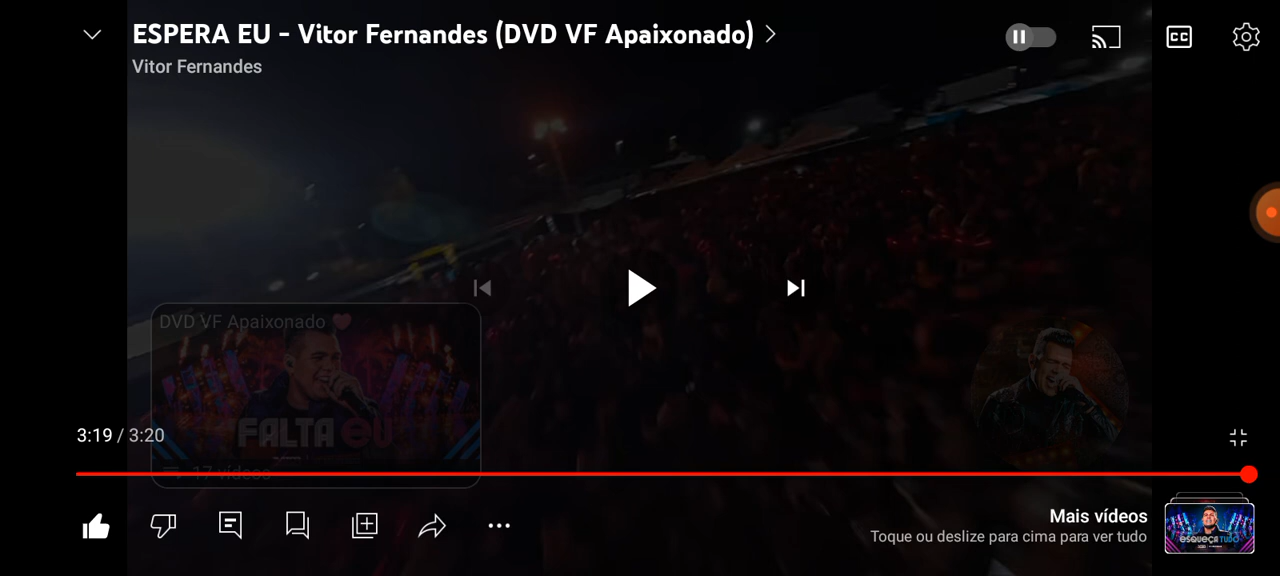 ESPERA EU - Vitor Fernandes (DVD VF Apaixonado)
Vitor Fernandes
CC
DVD VF Apaixonado
FALTA EU
3:19 / 3:20
17 vídeos
Mais vídeos
Toque ou deslize para cima para ver tudo
ESQUEÇA TUDO